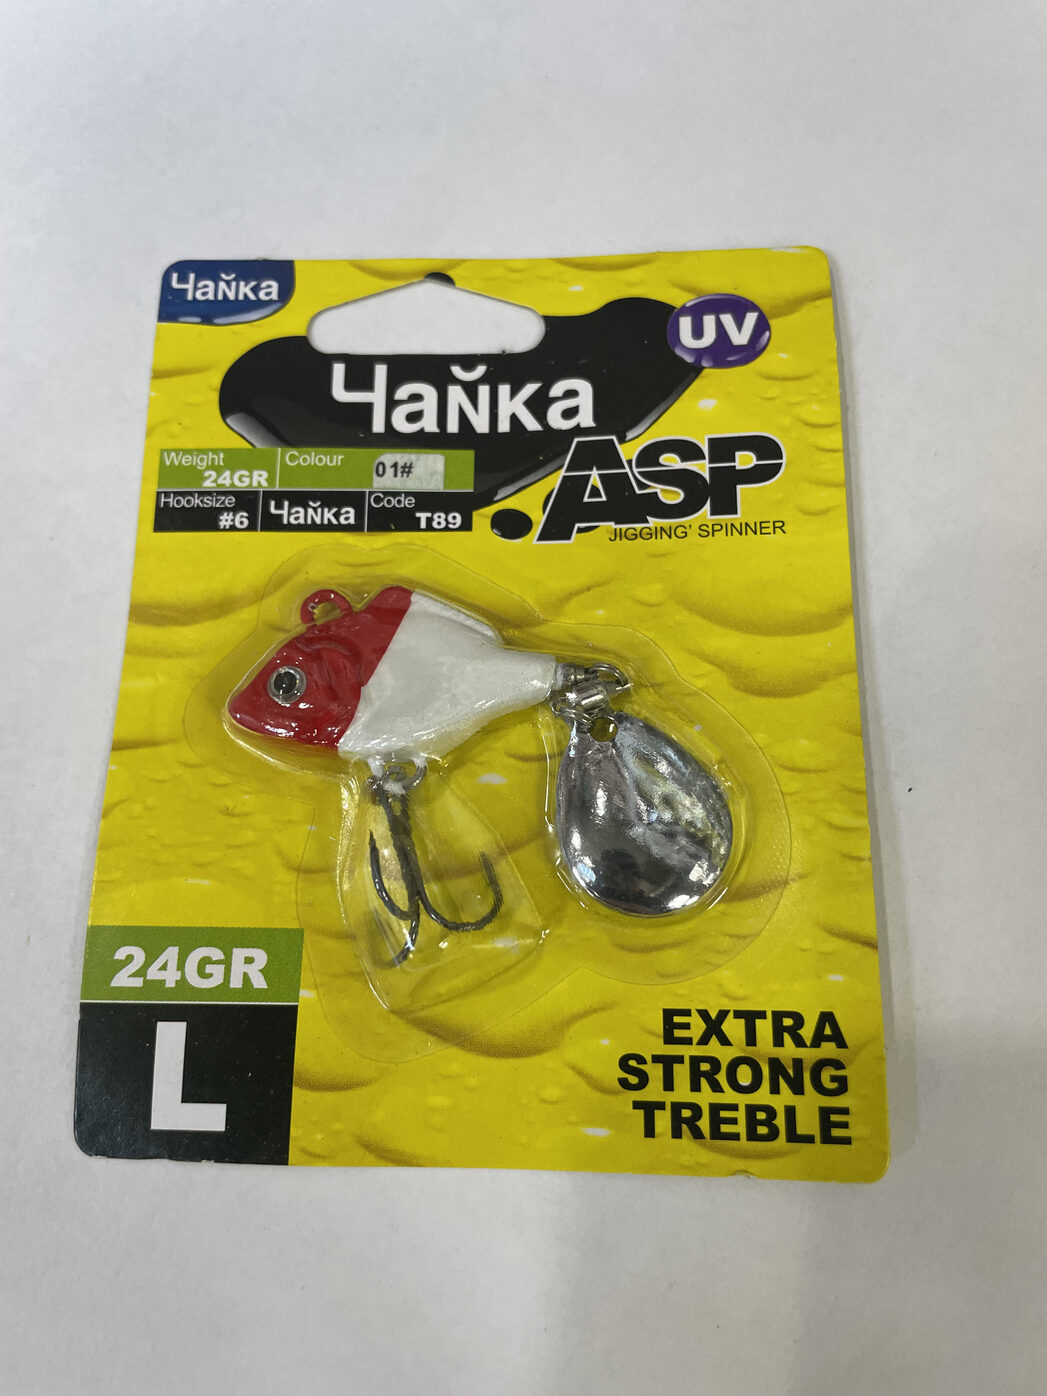 Чайка
UV
Чайка
Weight 24GR
Colour 01#
Hooksize #6
Чайка
Code T89
ASP
JIGGING' SPINNER
24GR
L
EXTRA
STRONG
TREBLE